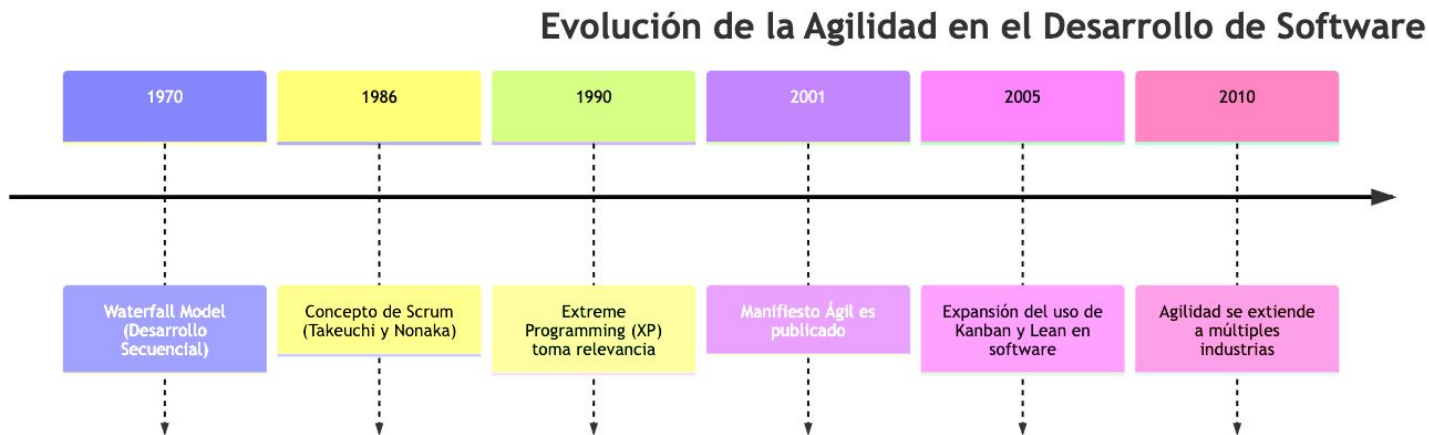 Evolución de la Agilidad en el Desarrollo de Software
1970
1986
1990
2001
2005
2010
Waterfall Model
(Desarrollo
Secuencial)
Concepto de Scrum
(Takeuchi y Nonaka)
Extreme
Programming (XP)
toma relevancia
Manifiesto Ágil es
publicado
Expansión del uso de
Kanban y Lean en
software
Agilidad se extiende
a múltiples
industrias